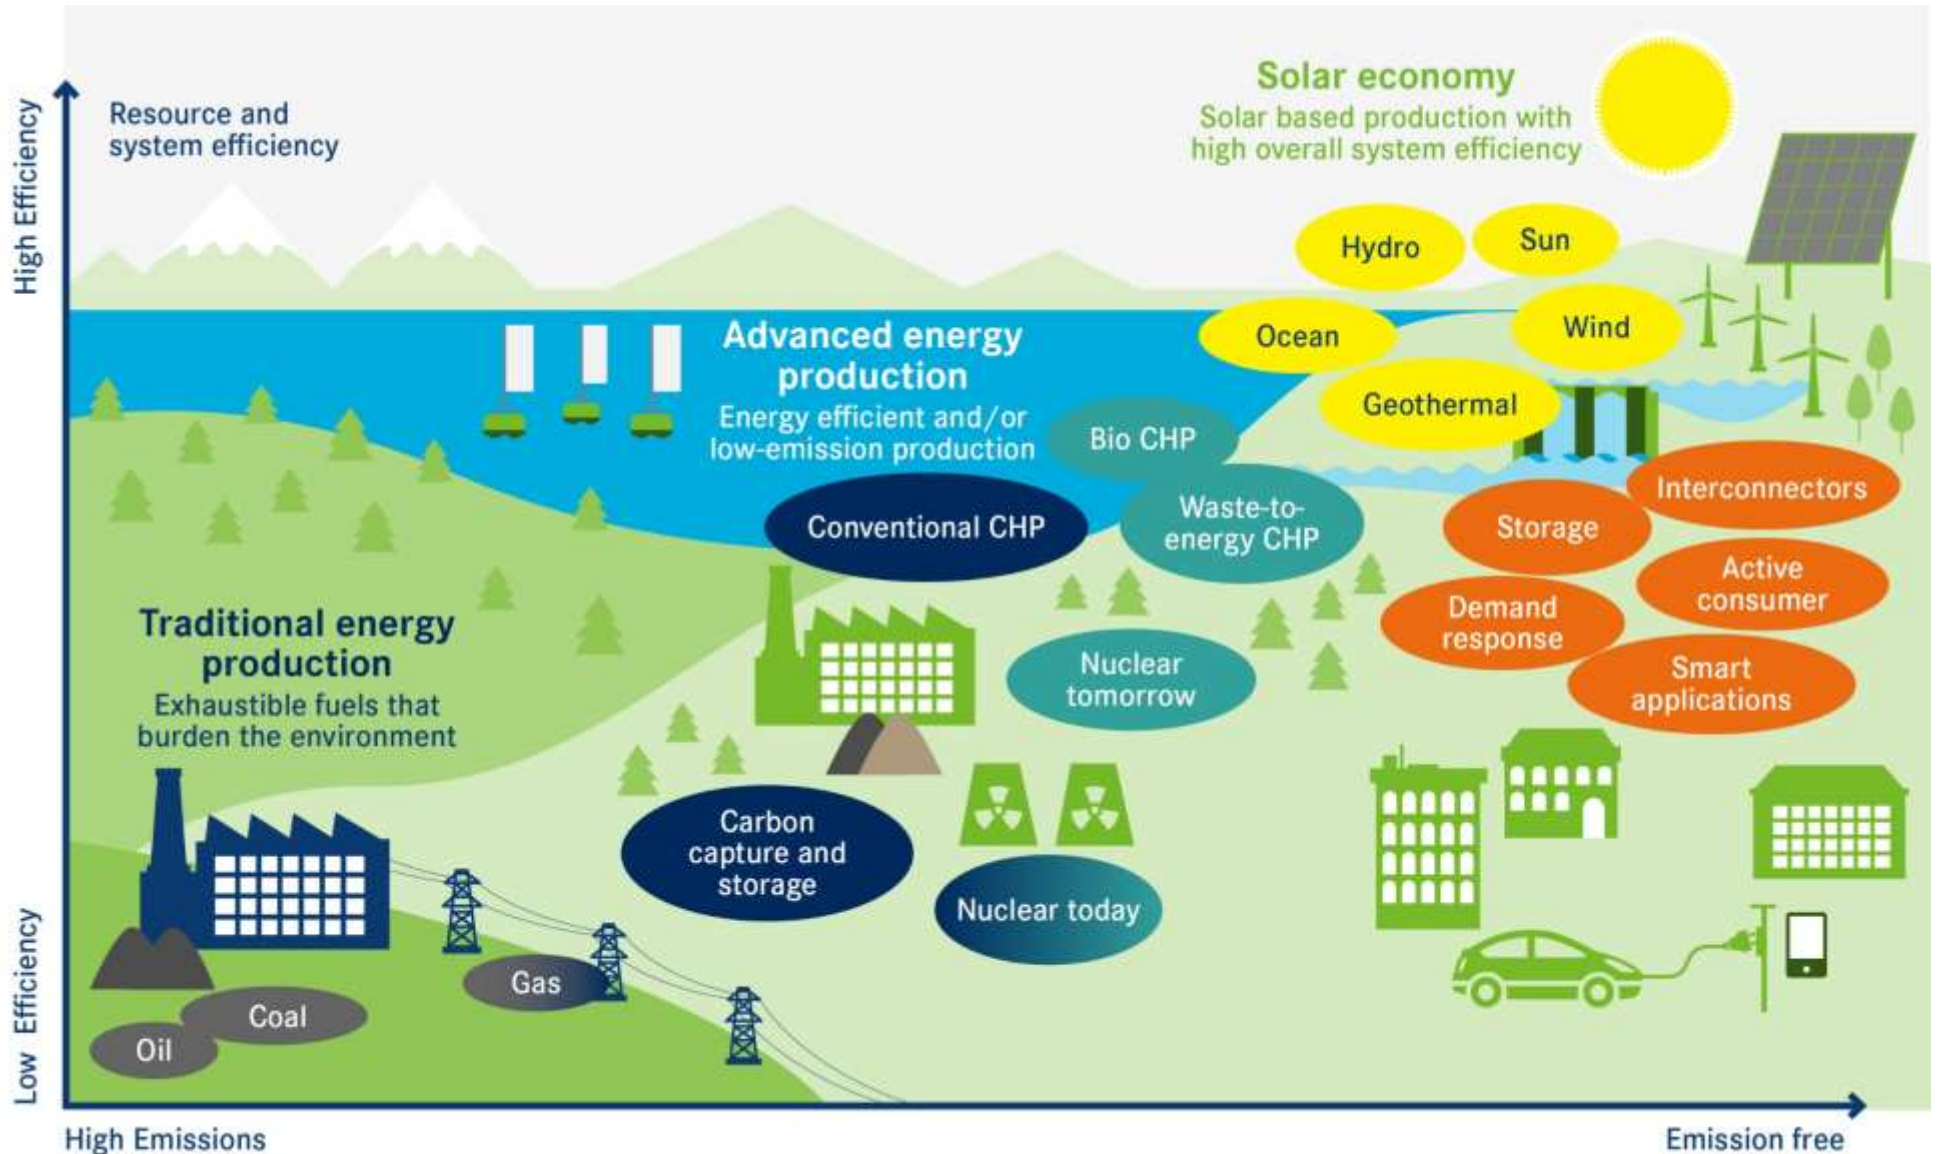 High Efficiency
Low Efficiency
Resource and
system efficiency
Solar economy
Solar based production with
high overall system efficiency
Hydro
Sun
Ocean
Wind
Geothermal
Advanced energy
production
Energy efficient and/or
low-emission production
Bio CHP
Conventional CHP
Waste-to-
energy CHP
Interconnectors
Storage
Active
consumer
Demand
response
Smart
applications
Traditional energy
production
Exhaustible fuels that
burden the environment
Nuclear
tomorrow
Carbon
capture and
storage
Nuclear today
Gas
Coal
Oil
High Emissions
Emission free